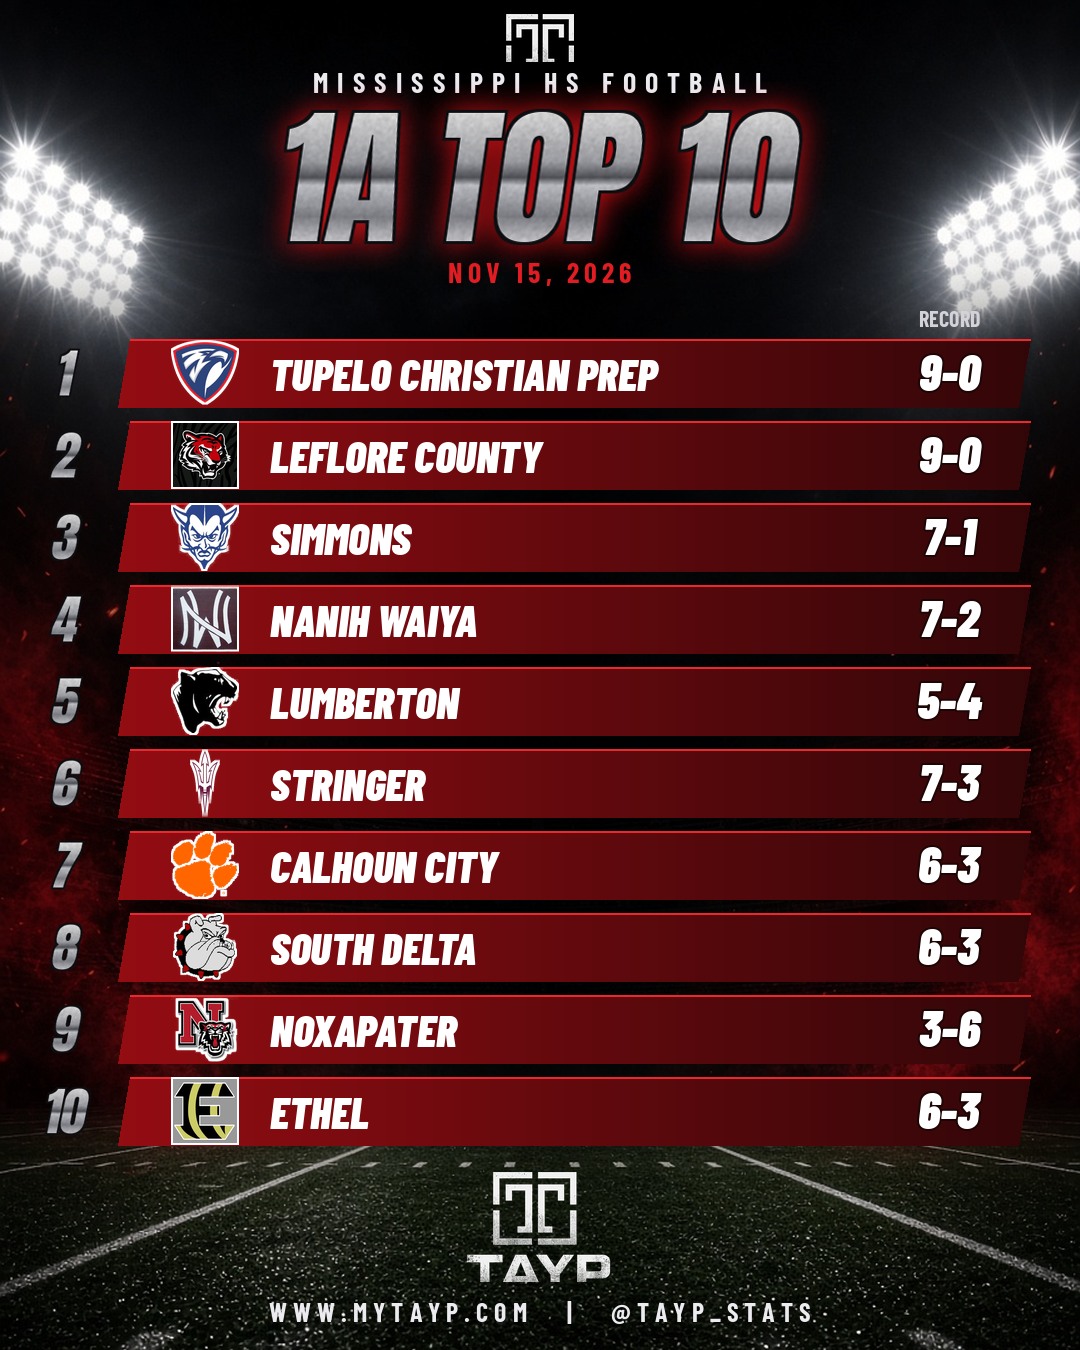 MISSISSIPPI HS FOOTBALL
1A TOP 10
NOV 15, 2026
RECORD
1 TUPELO CHRISTIAN PREP 9-0
2 LEFLORE COUNTY 9-0
3 SIMMONS 7-1
4 NANIH WAIYA 7-2
5 LUMBERTON 5-4
6 STRINGER 7-3
7 CALHOUN CITY 6-3
8 SOUTH DELTA 6-3
9 NOXAPATER 3-6
10 ETHEL 6-3
TAYP
WWW.MYTAYP.COM | @TAYP_STATS